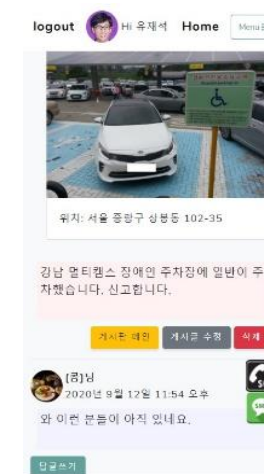 logout Hi 유재석 Home Menu
위치: 서울 중랑구 상봉동 102-35
강남 멀티캠스 장애인 주차장에 일반이 주
차했습니다. 신고합니다.
게시판 메인 게시글 수정 삭제
[콩]님
2020년 9월 12일 11:54 오후
와 이런 분들이 아직 있네요.
답글쓰기